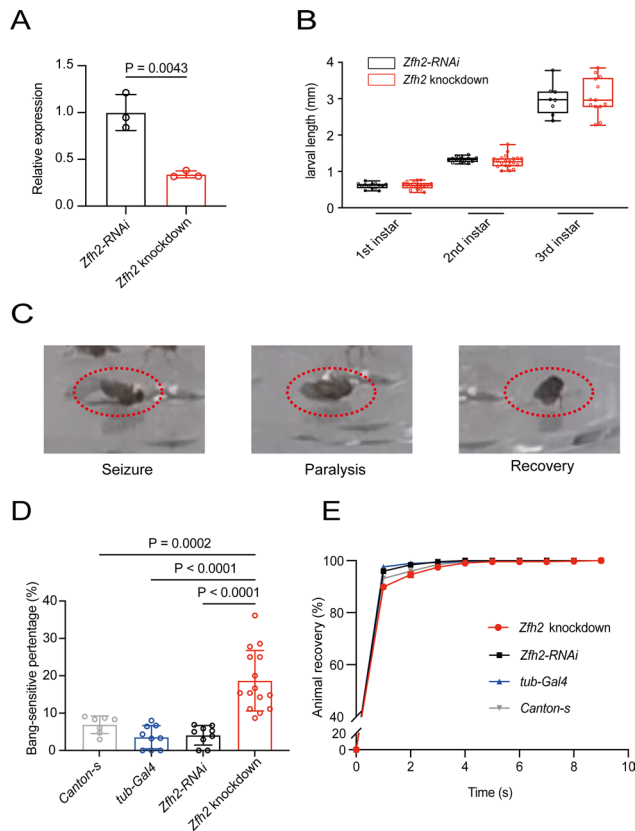 A
P = 0.0043
Relative expression
1.5
1.0
0.5
0.0
Zfh2-RNAi
Zfh2 knockdown
B
Zfh2-RNAi
Zfh2 knockdown
larval length (mm)
4
3
2
1
0
1st instar
2nd instar
3rd instar
C
Seizure
Paralysis
Recovery
D
P = 0.0002
P < 0.0001
P < 0.0001
Bang-sensitive pertentage (%)
40
30
20
10
0
Canton-s
tub-Gal4
Zfh2-RNAi
Zfh2 knockdown
E
Animal recovery (%)
100
80
60
40
20
0
Zfh2 knockdown
Zfh2-RNAi
tub-Gal4
Canton-s
0
2
4
6
8
10
Time (s)